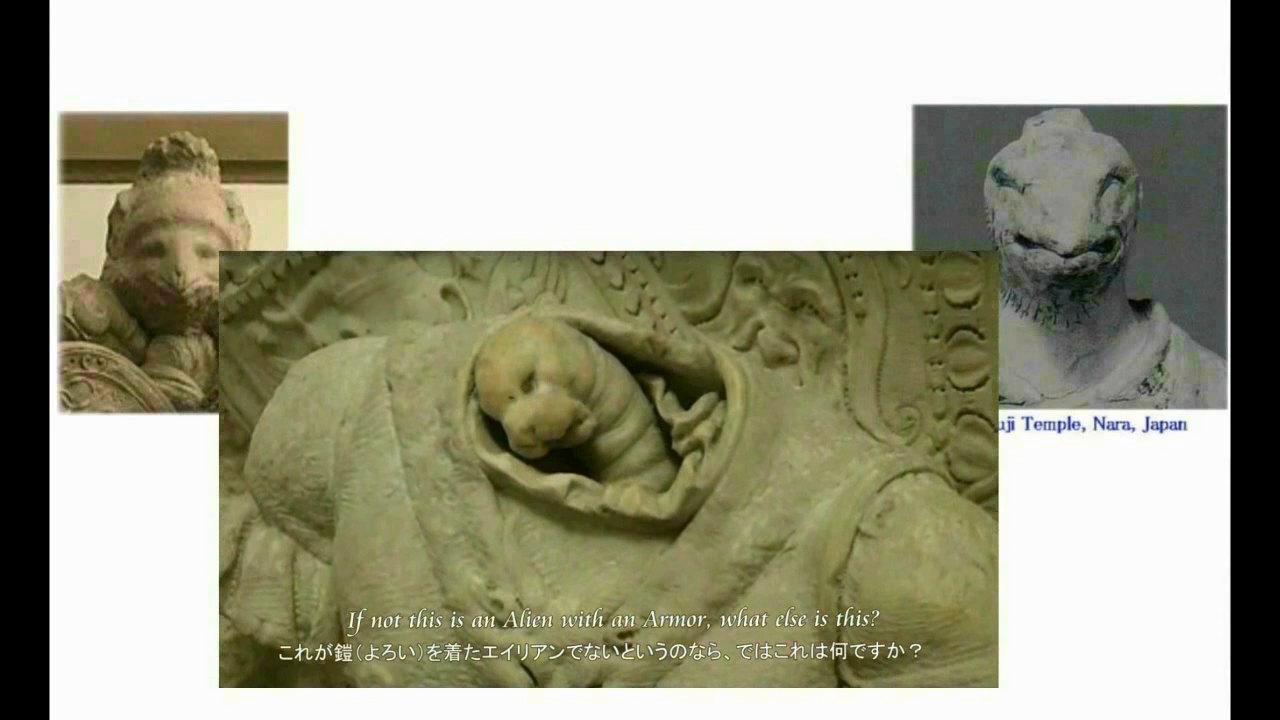 Temple, Nara, Japan
If not this is an Alien with an Armor, what else is this?
これが鎧（よろい）を着たエイリアンでないというのなら、ではこれは何ですか？